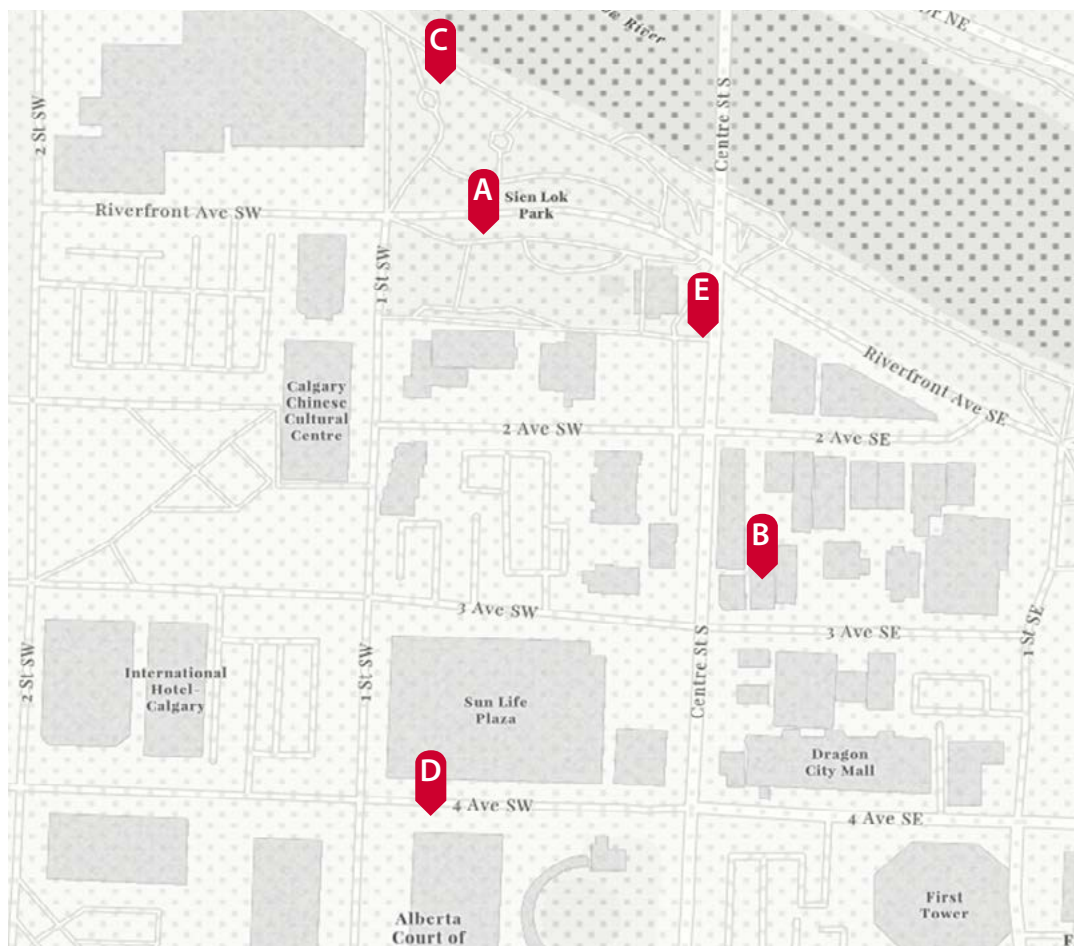 C
River
NE
2 St SW
Centre St S
A
Sien Lok
Park
Riverfront Ave SW
1 St SW
E
Riverfront Ave SE
Calgary
Chinese
Cultural
Centre
2 Ave SW
2 Ave SE
B
3 Ave SW
3 Ave SE
1 St SE
2 St SW
International
Hotel-
Calgary
1 St SW
Sun Life
Plaza
Centre St S
Dragon
City Mall
D
4 Ave SW
4 Ave SE
First
Tower
Alberta
Court of